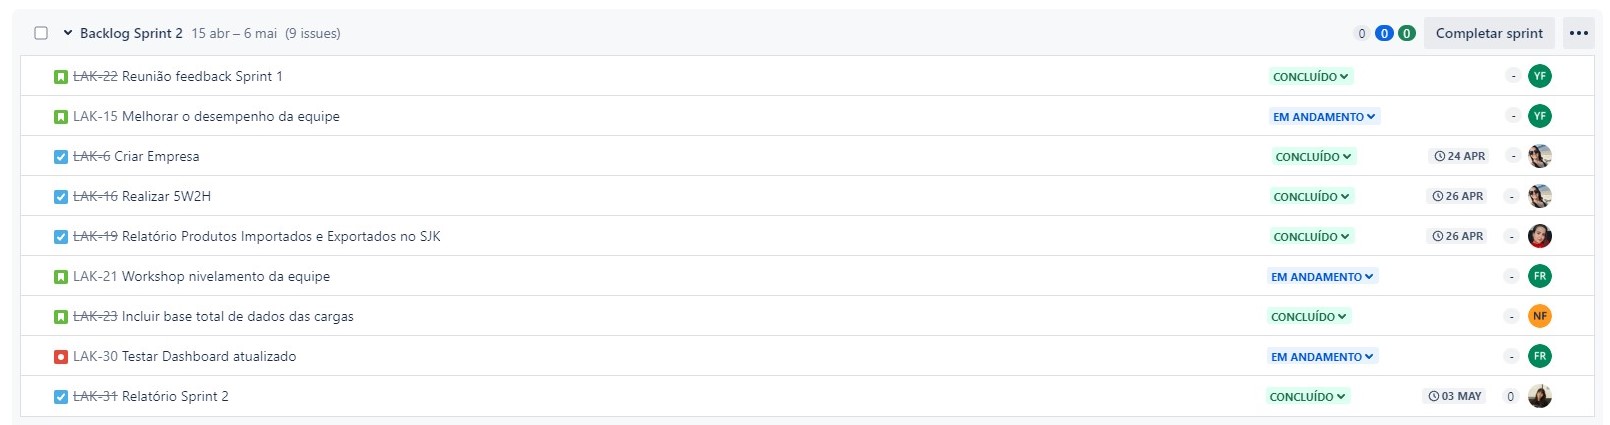 Backlog Sprint 2 15 abr – 6 mai (9 issues) 0 0 0 Completar sprint
LAK-22 Reunião feedback Sprint 1 CONCLUÍDO - YF
LAK-15 Melhorar o desempenho da equipe EM ANDAMENTO - YF
LAK-6 Criar Empresa CONCLUÍDO 24 APR -
LAK-16 Realizar 5W2H CONCLUÍDO 26 APR -
LAK-19 Relatório Produtos Importados e Exportados no SJK CONCLUÍDO 26 APR -
LAK-21 Workshop nivelamento da equipe EM ANDAMENTO - FR
LAK-23 Incluir base total de dados das cargas CONCLUÍDO - NF
LAK-30 Testar Dashboard atualizado EM ANDAMENTO - FR
LAK-31 Relatório Sprint 2 CONCLUÍDO 03 MAY 0